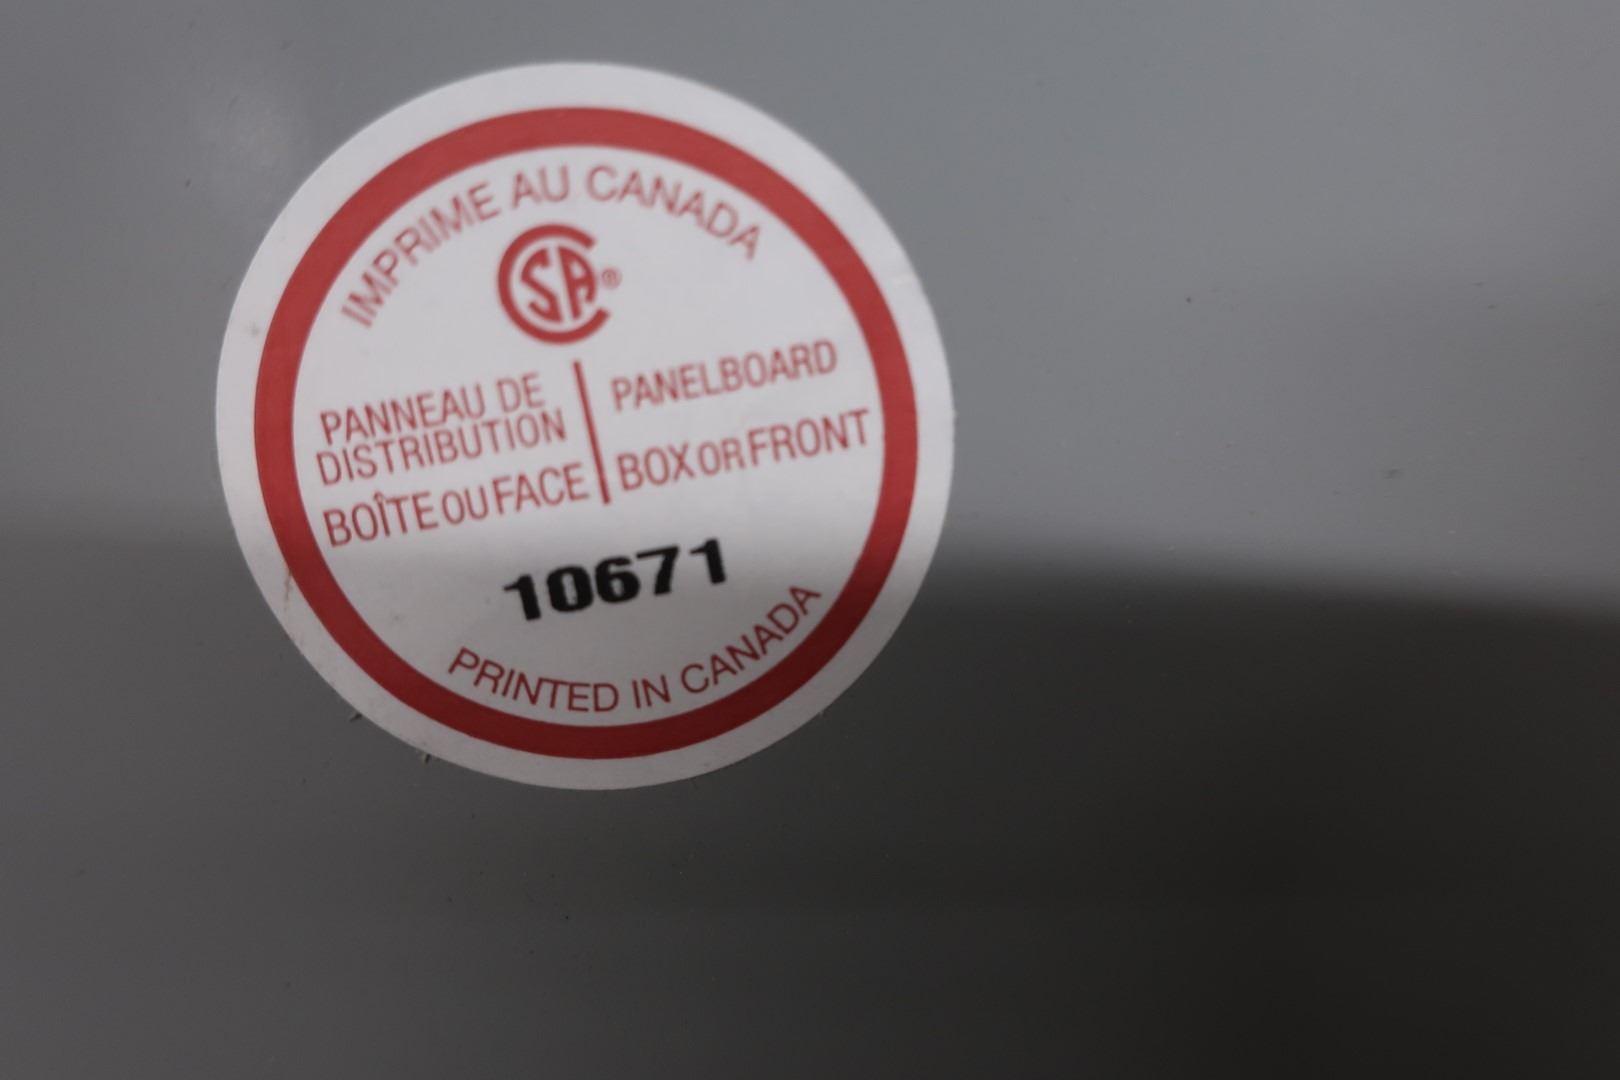 IMPRIME AU CANADA
CSA®
PANNEAU DE
DISTRIBUTION
BOÎTE OU FACE
PANELBOARD
BOX OR FRONT
10671
PRINTED IN CANADA